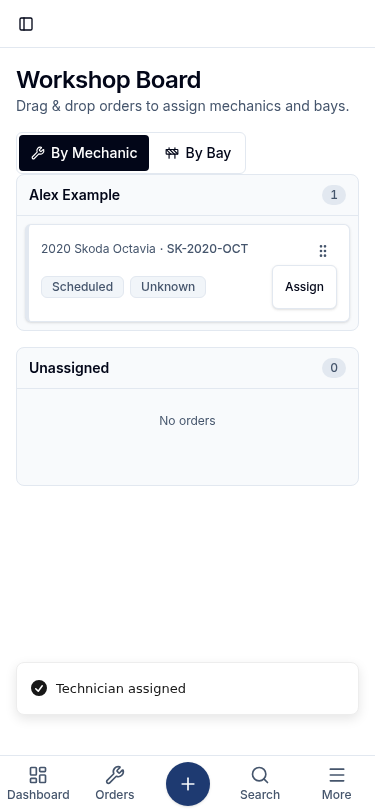 Workshop Board
Drag & drop orders to assign mechanics and bays.
By Mechanic
By Bay
Alex Example
1
2020 Skoda Octavia · SK-2020-OCT
Scheduled
Unknown
Assign
Unassigned
0
No orders
Technician assigned
Dashboard
Orders
Search
More